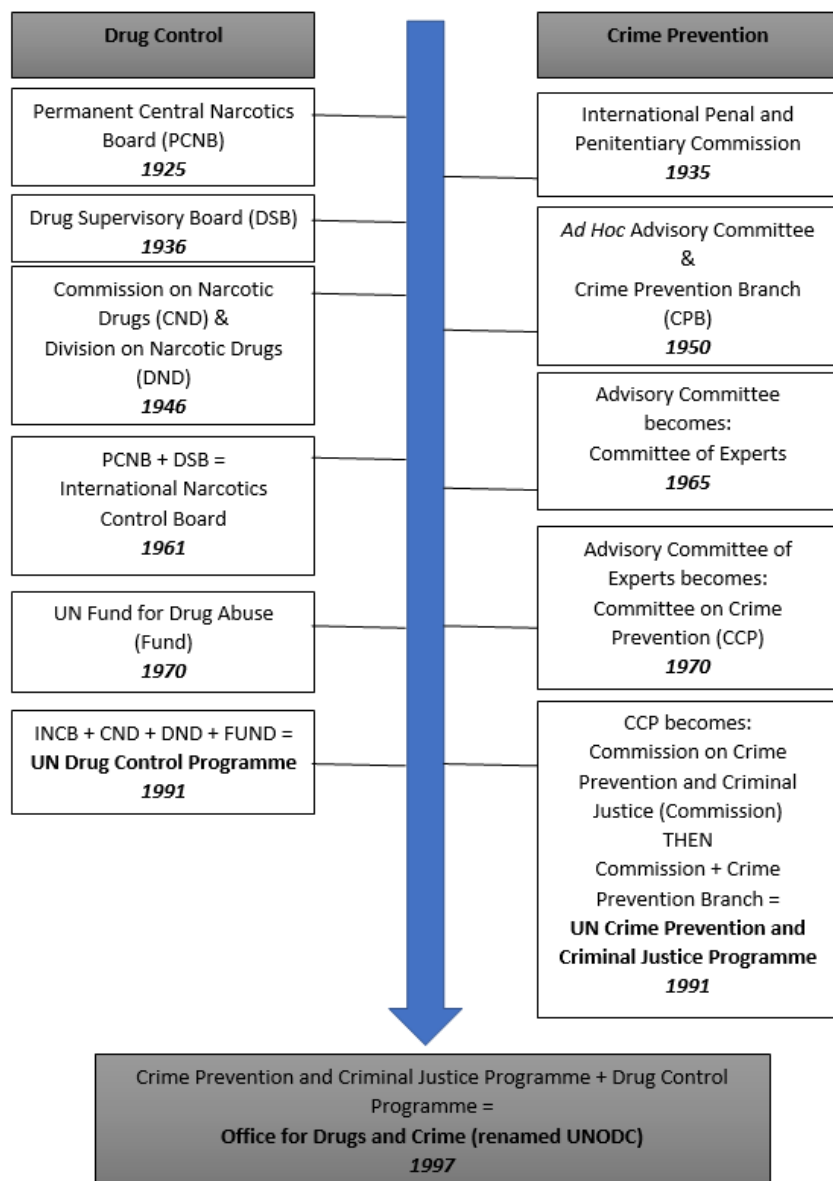 Drug Control
Permanent Central Narcotics
Board (PCNB)
1925
Drug Supervisory Board (DSB)
1936
Commission on Narcotic
Drugs (CND) &
Division on Narcotic Drugs
(DND)
1946
PCNB + DSB =
International Narcotics
Control Board
1961
UN Fund for Drug Abuse
(Fund)
1970
INCB + CND + DND + FUND =
UN Drug Control Programme
1991
Crime Prevention
International Penal and
Penitentiary Commission
1935
Ad Hoc Advisory Committee
&
Crime Prevention Branch
(CPB)
1950
Advisory Committee
becomes:
Committee of Experts
1965
Advisory Committee of
Experts becomes:
Committee on Crime
Prevention (CCP)
1970
CCP becomes:
Commission on Crime
Prevention and Criminal
Justice (Commission)
THEN
Commission + Crime
Prevention Branch =
UN Crime Prevention and
Criminal Justice Programme
1991
Crime Prevention and Criminal Justice Programme + Drug Control
Programme =
Office for Drugs and Crime (renamed UNODC)
1997